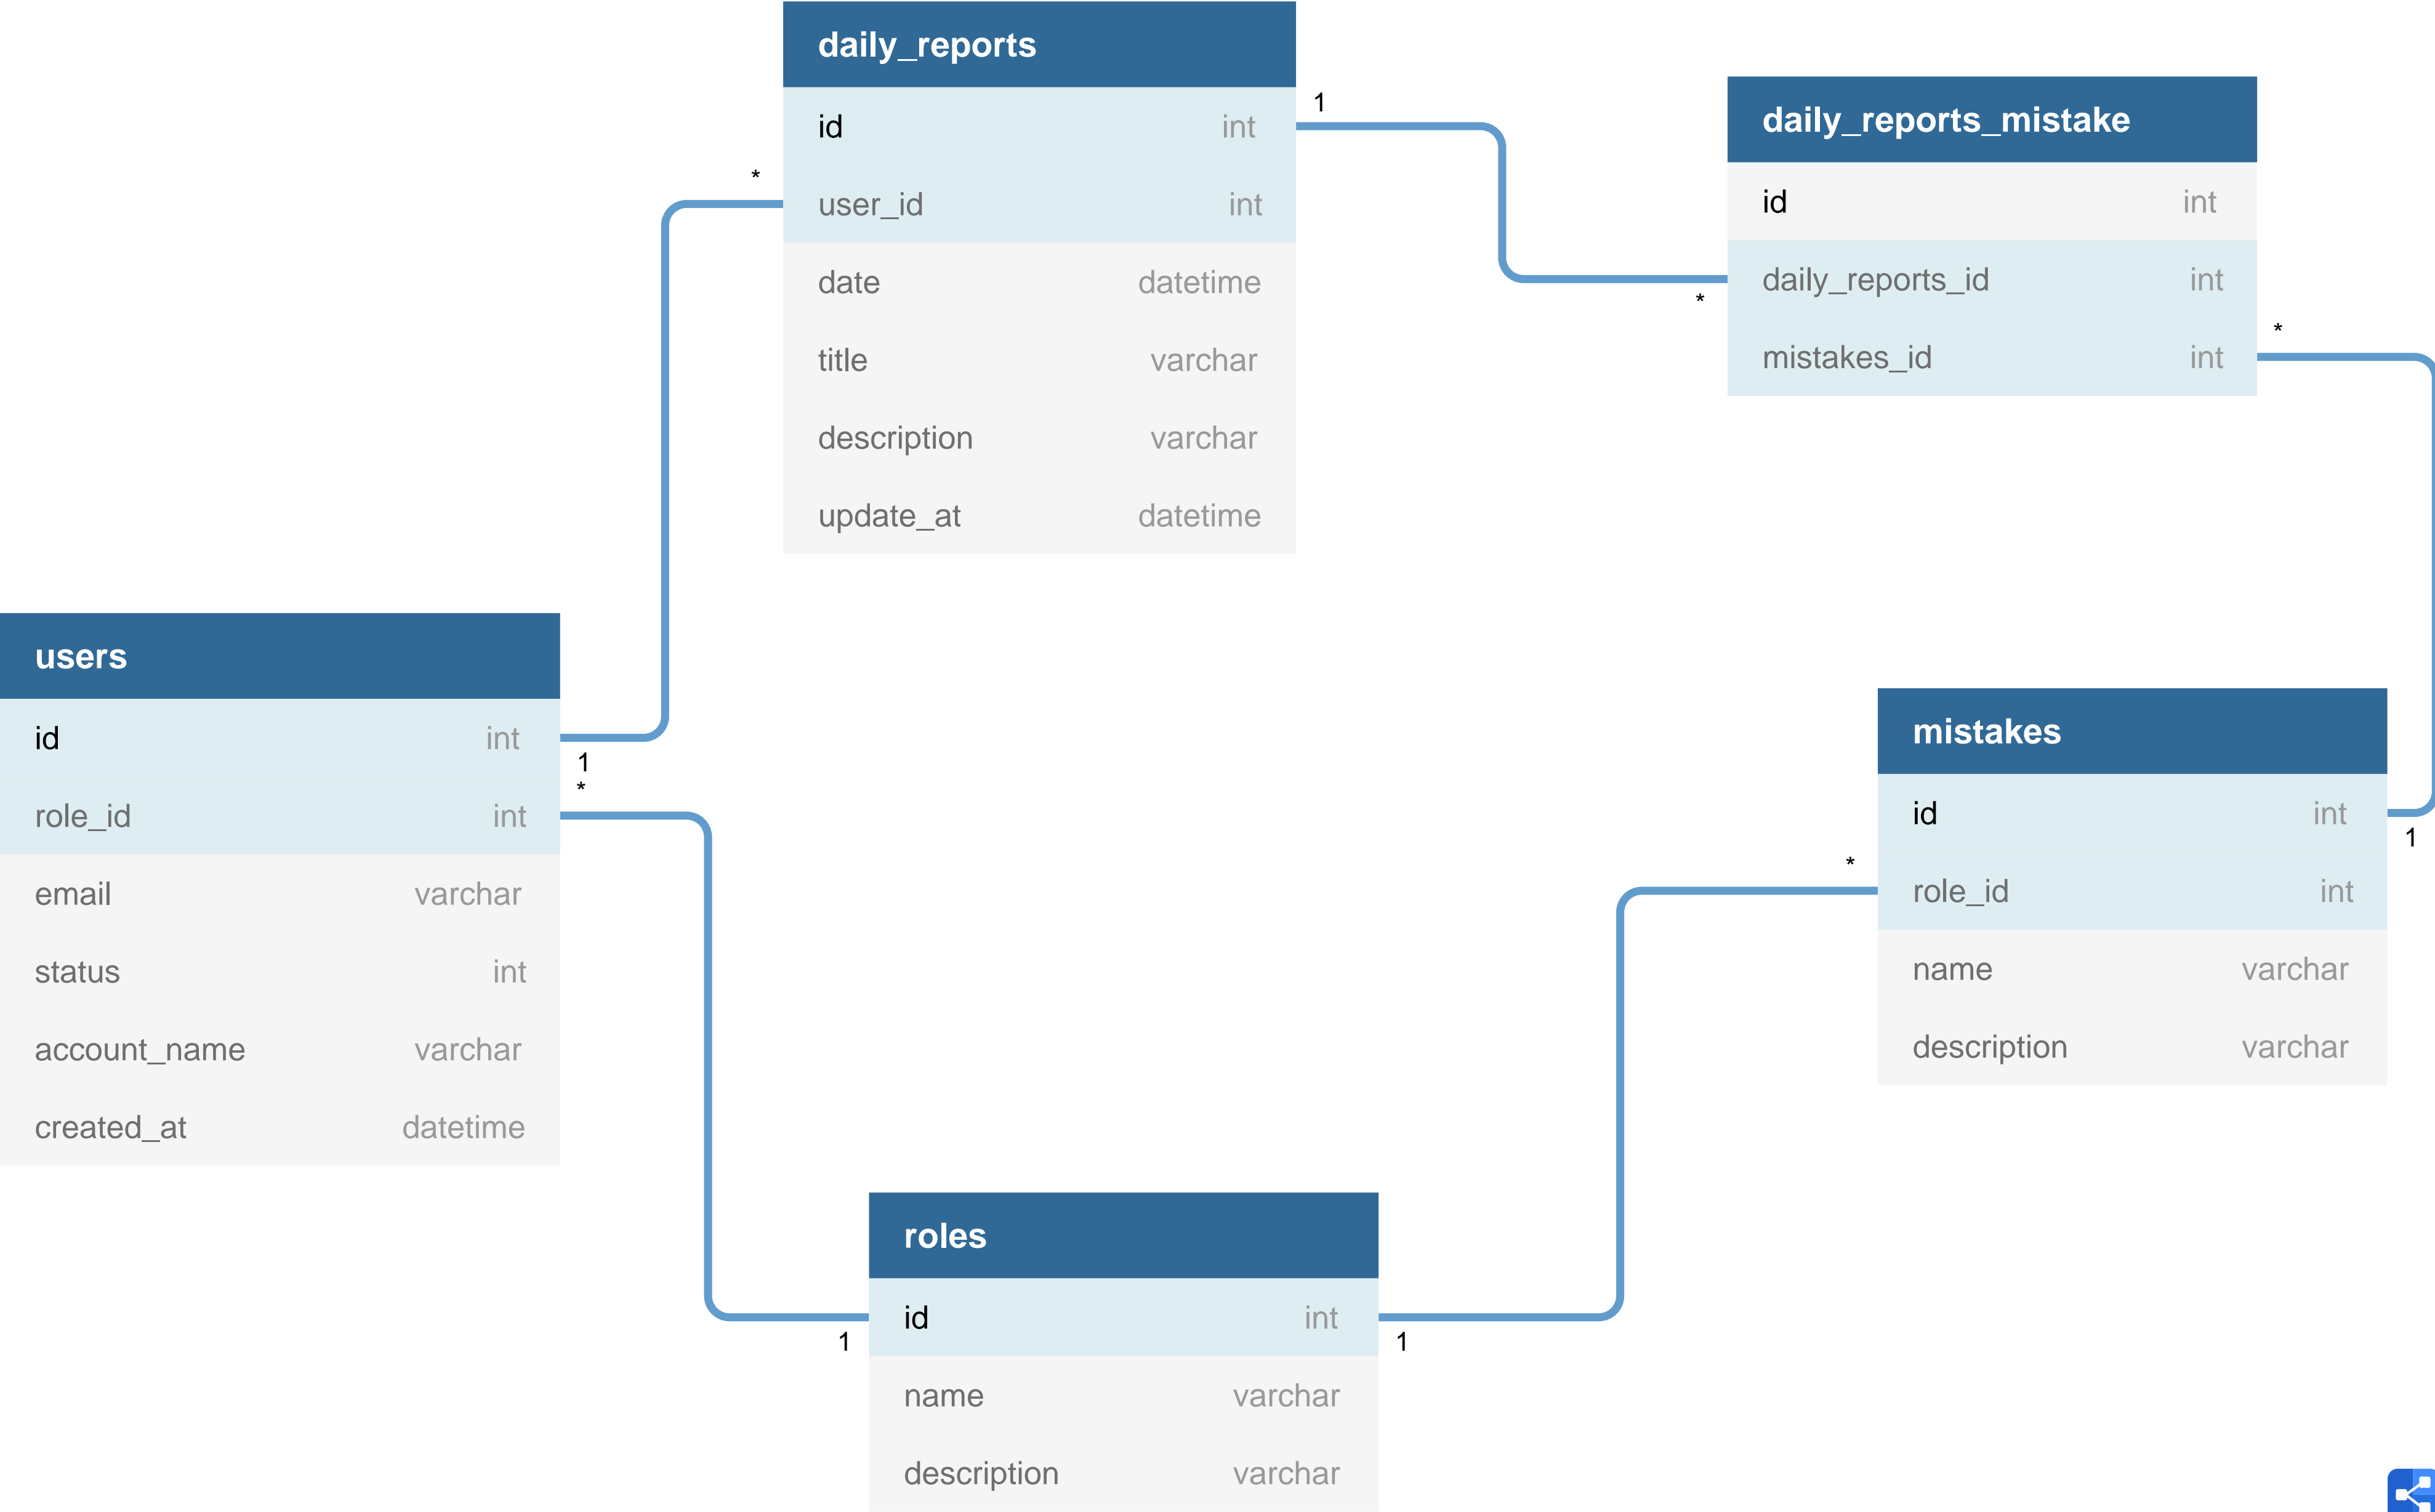 daily_reports
id int
user_id int
date datetime
title varchar
description varchar
update_at datetime
1
*
daily_reports_mistake
id int
daily_reports_id int
mistakes_id int
*
*
users
id int
role_id int
email varchar
status int
account_name varchar
created_at datetime
1
*
mistakes
id int
role_id int
name varchar
description varchar
1
*
roles
id int
name varchar
description varchar
1
1